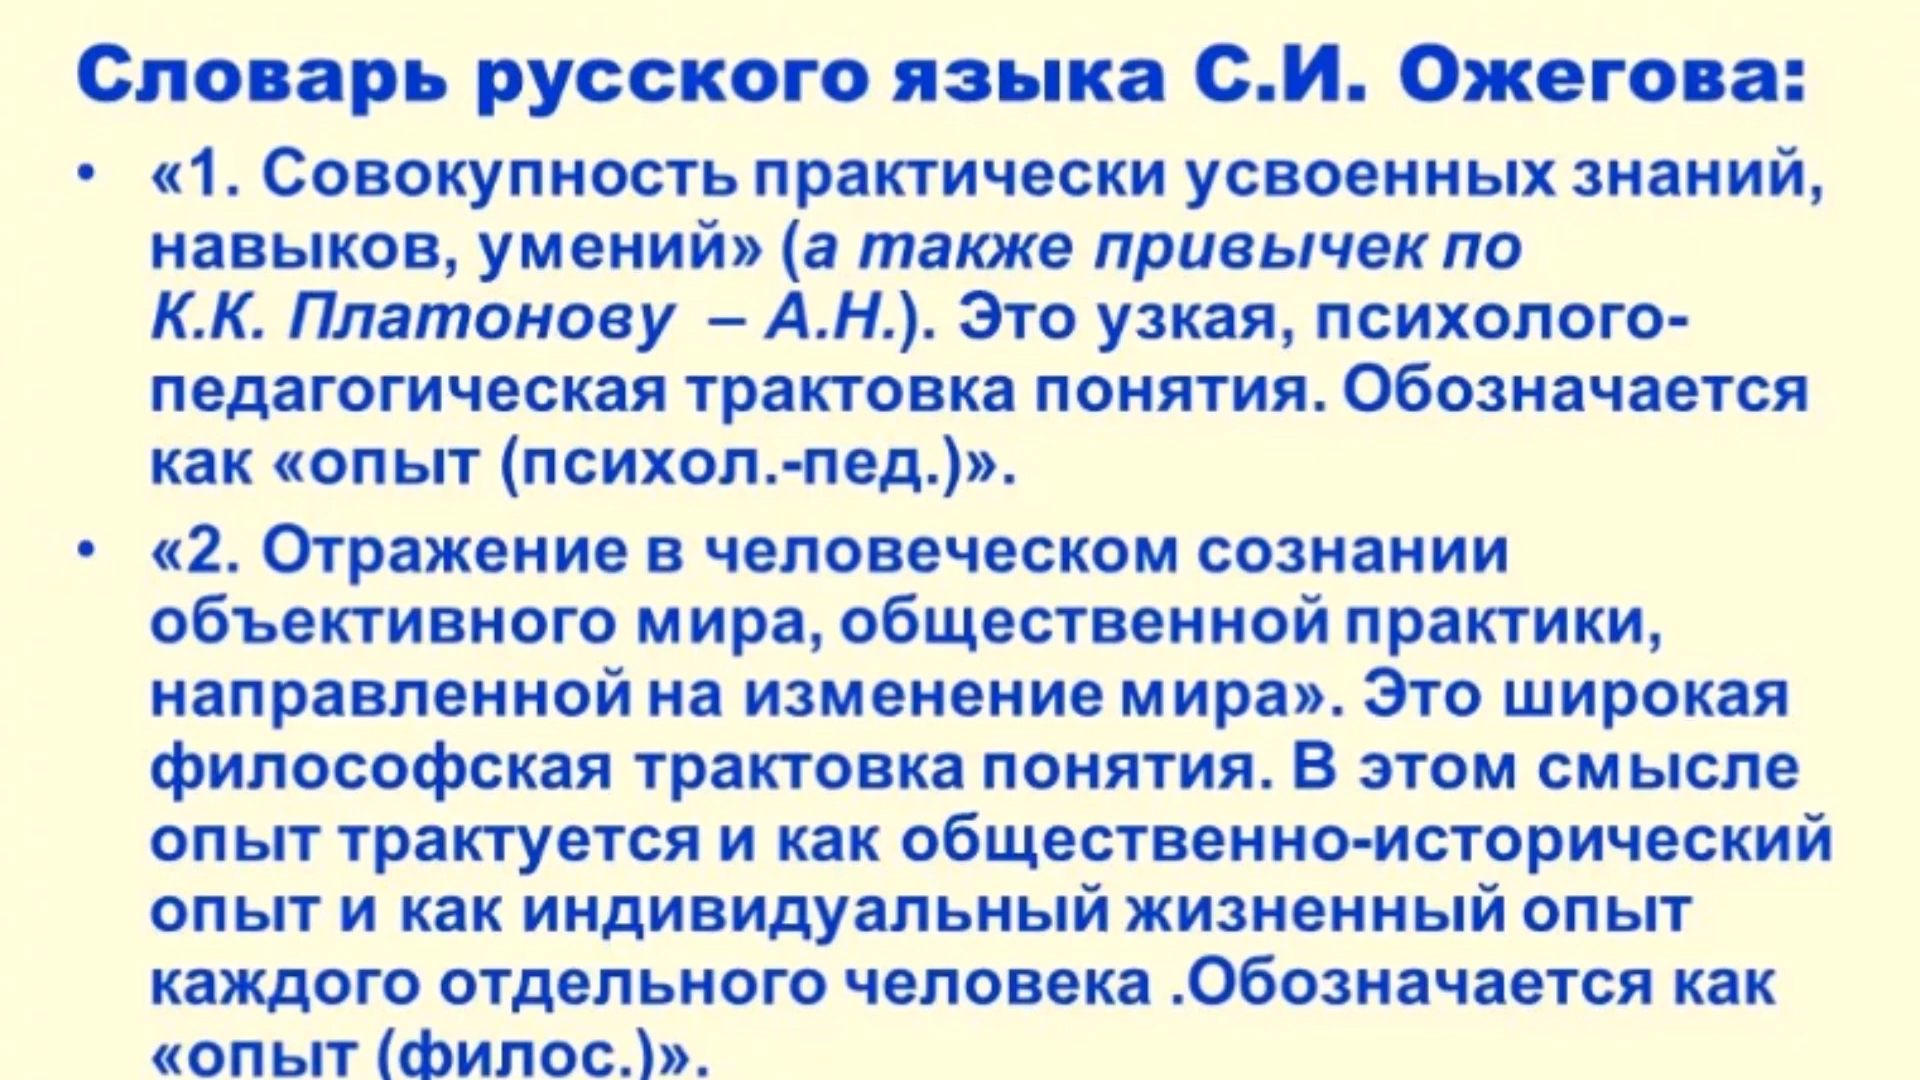 Словарь русского языка С.И. Ожегова:
• «1. Совокупность практически усвоенных знаний,
навыков, умений» (а также привычек по
К.К. Платонову – А.Н.). Это узкая, психолого-
педагогическая трактовка понятия. Обозначается
как «опыт (психол.-пед.)».
• «2. Отражение в человеческом сознании
объективного мира, общественной практики,
направленной на изменение мира». Это широкая
философская трактовка понятия. В этом смысле
опыт трактуется и как общественно-исторический
опыт и как индивидуальный жизненный опыт
каждого отдельного человека .Обозначается как
«опыт (филос.)».